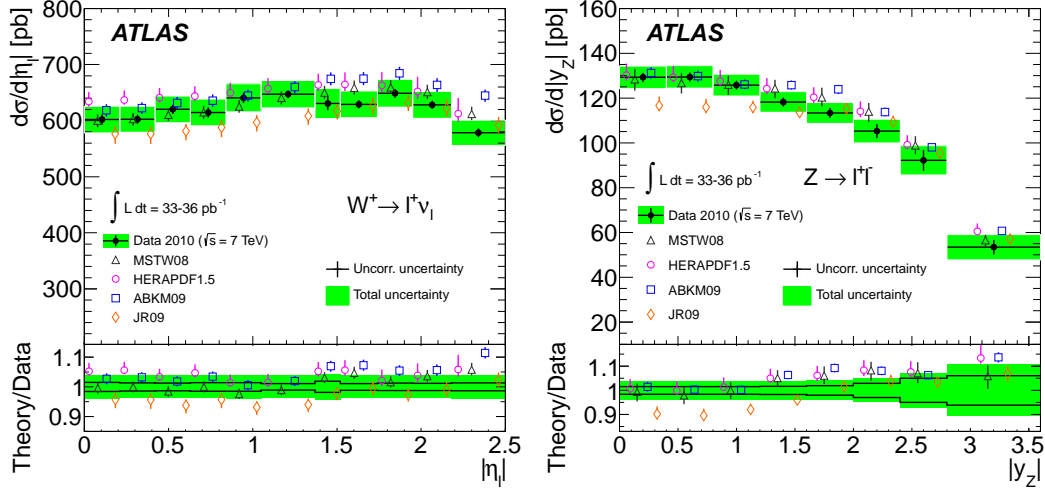 dσ/d|η_l| [pb]
800
700
600
500
400
300
ATLAS
∫ L dt = 33-36 pb⁻¹
W⁺ → l⁺ν_l
Data 2010 (√s = 7 TeV)
MSTW08
HERAPDF1.5
ABKM09
JR09
Uncorr. uncertainty
Total uncertainty
Theory/Data
1.1
1
0.9
0 0.5 1 1.5 2 2.5
|η_l|
dσ/d|y_Z| [pb]
160
140
120
100
80
60
40
20
10
ATLAS
∫ L dt = 33-36 pb⁻¹
Z → l⁺l⁻
Data 2010 (√s = 7 TeV)
MSTW08
HERAPDF1.5
ABKM09
JR09
Uncorr. uncertainty
Total uncertainty
Theory/Data
1.1
1
0.9
0 0.5 1 1.5 2 2.5 3 3.5
|y_Z|